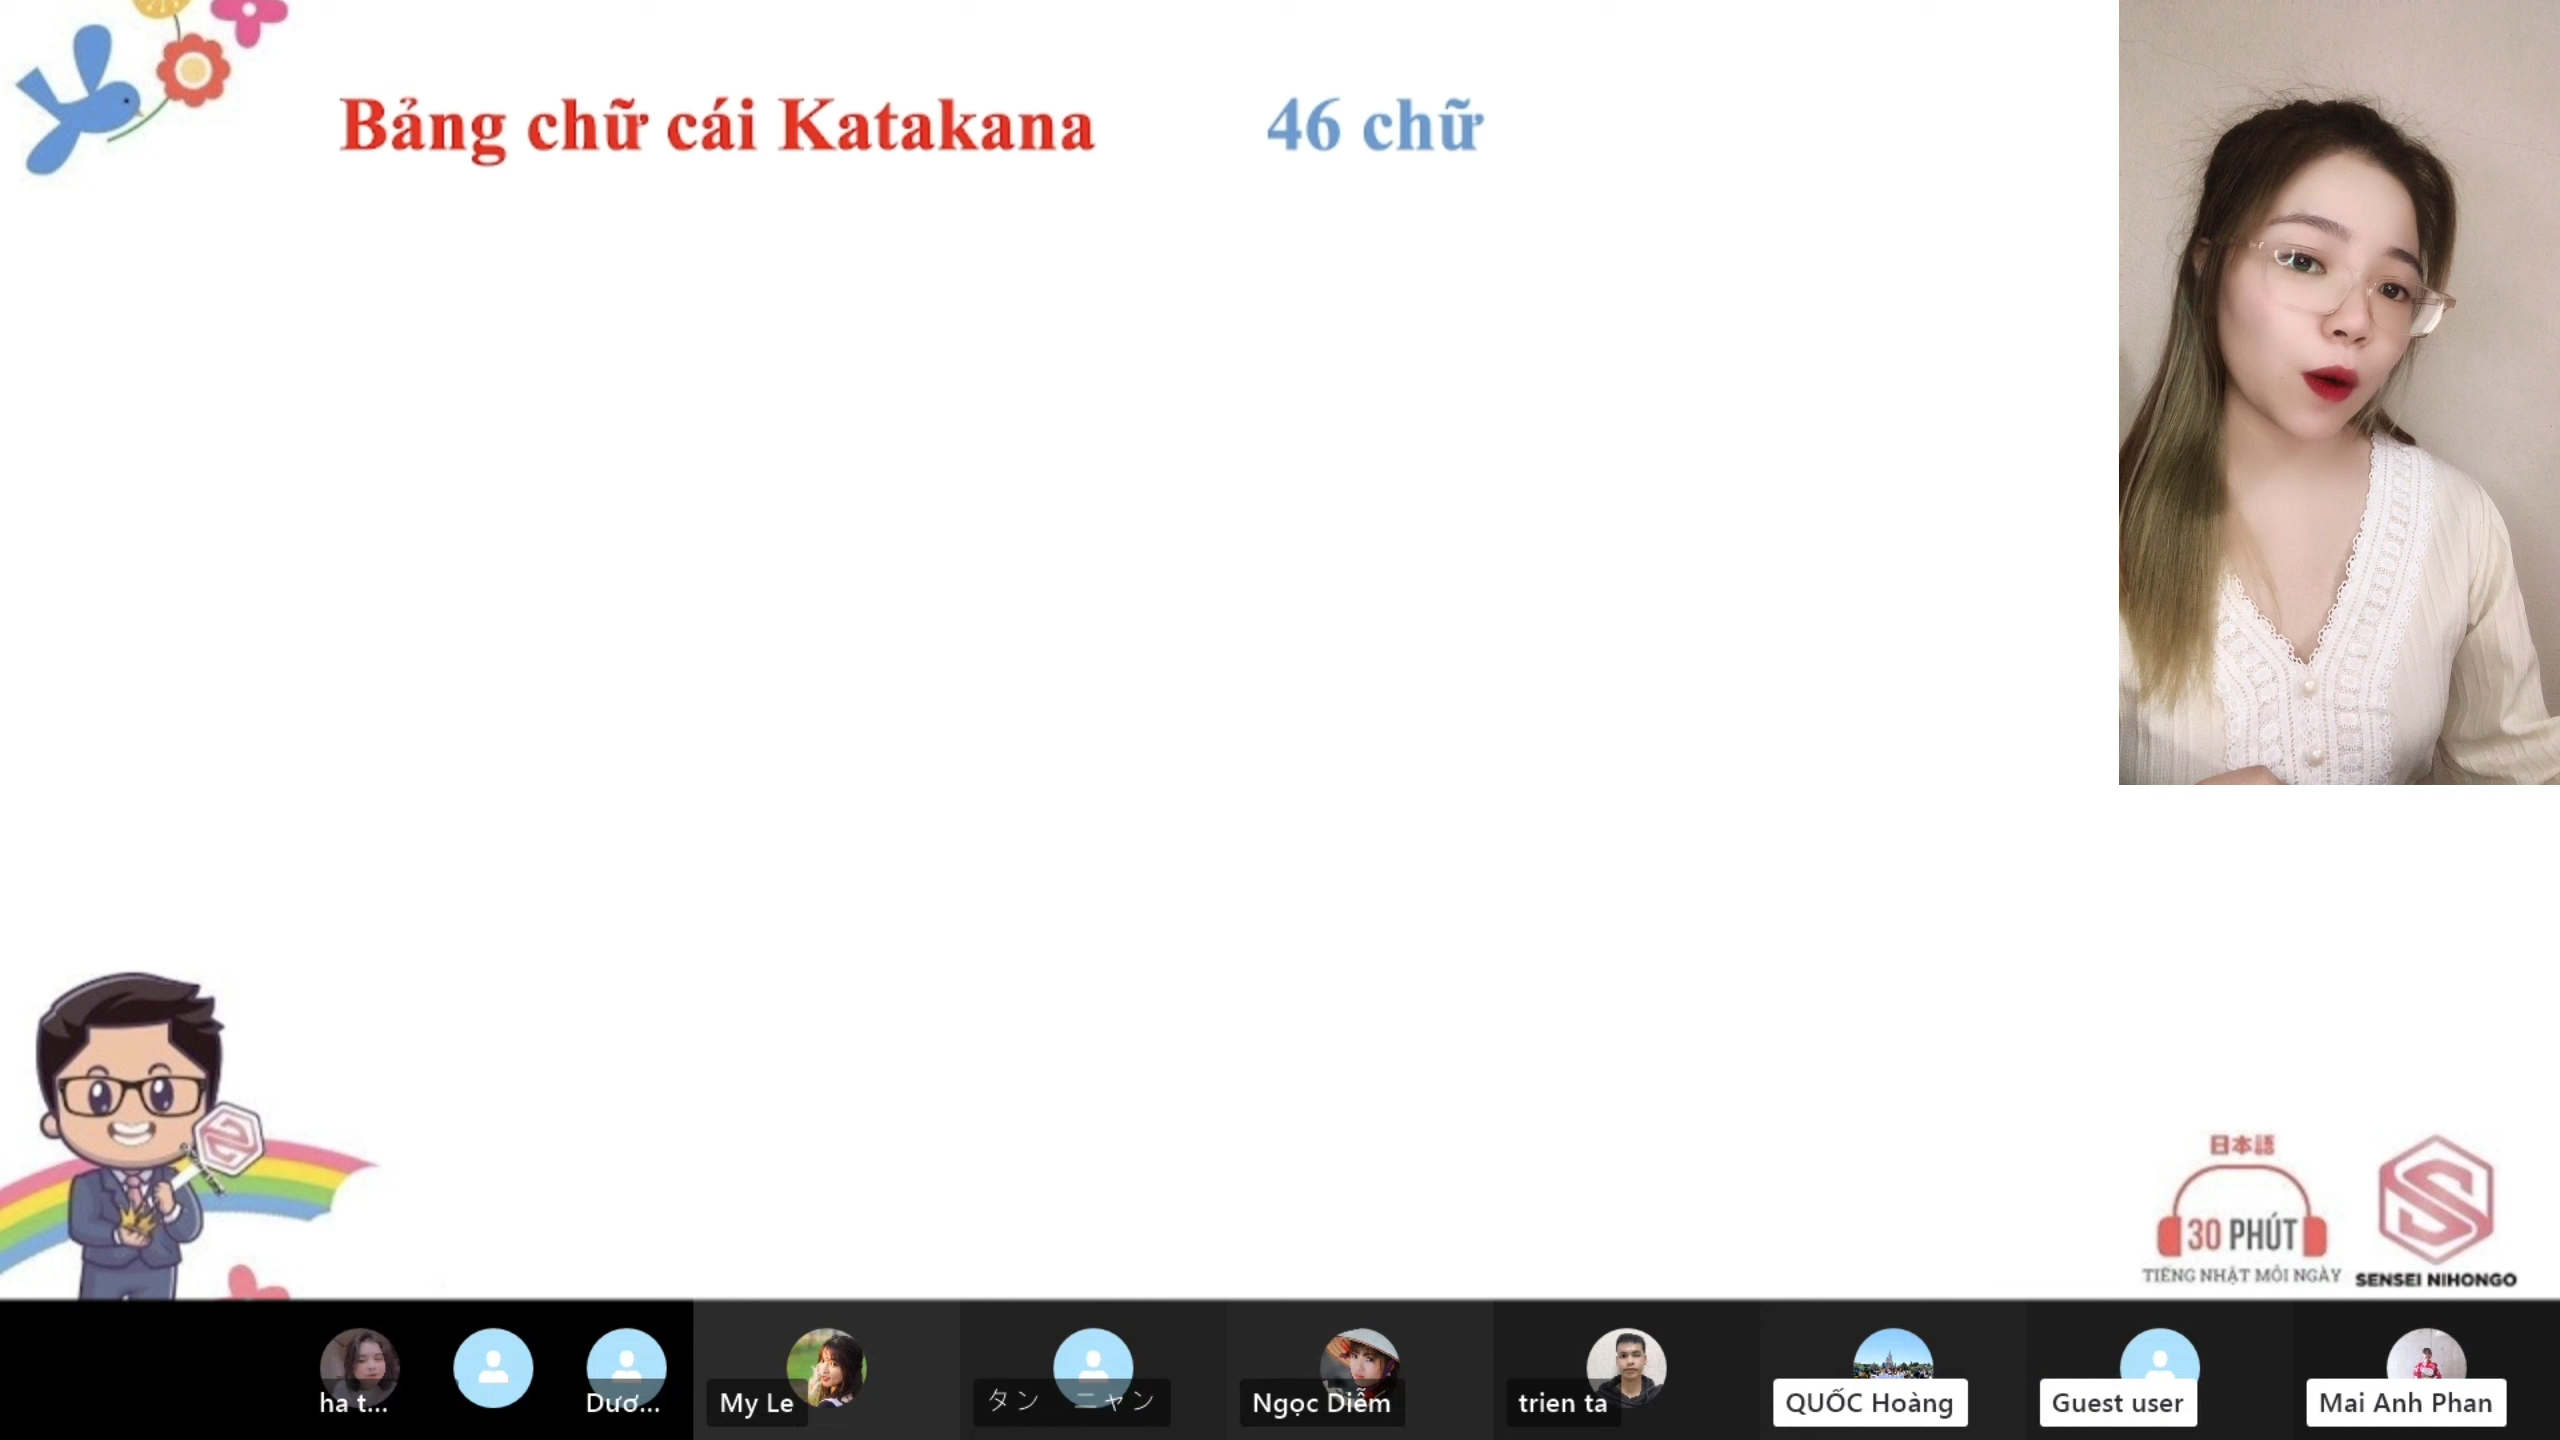 Bảng chữ cái Katakana 46 chữ
日本語
30 PHÚT
TIẾNG NHẬT MỖI NGÀY
SENSEI NIHONGO
ha t...
Dươ...
My Le
タン ニャン
Ngọc Diễm
trien ta
QUỐC Hoàng
Guest user
Mai Anh Phan